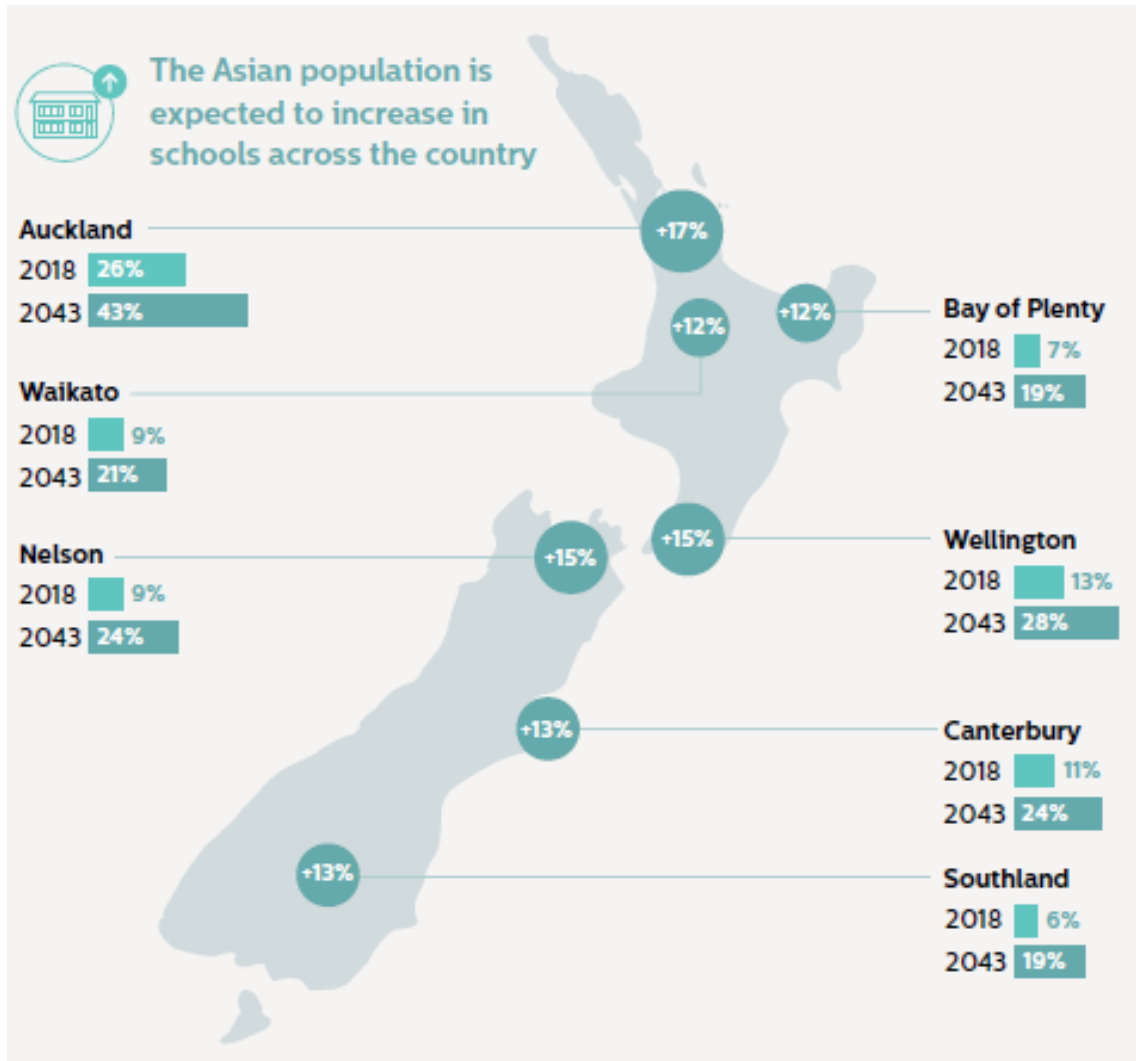 The Asian population is
expected to increase in
schools across the country
Auckland
2018 26%
2043 43%
+17%
Waikato
2018 9%
2043 21%
+12%
+12%
Bay of Plenty
2018 7%
2043 19%
Nelson
2018 9%
2043 24%
+15%
+15%
Wellington
2018 13%
2043 28%
+13%
Canterbury
2018 11%
2043 24%
+13%
Southland
2018 6%
2043 19%